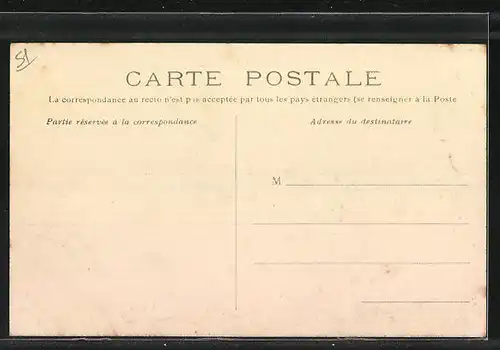 51
CARTE POSTALE
La correspondance au recto n'est pas acceptée par tous les pays étrangers (se renseigner à la Poste
Partie réservée à la correspondance
Adresse du destinataire
M